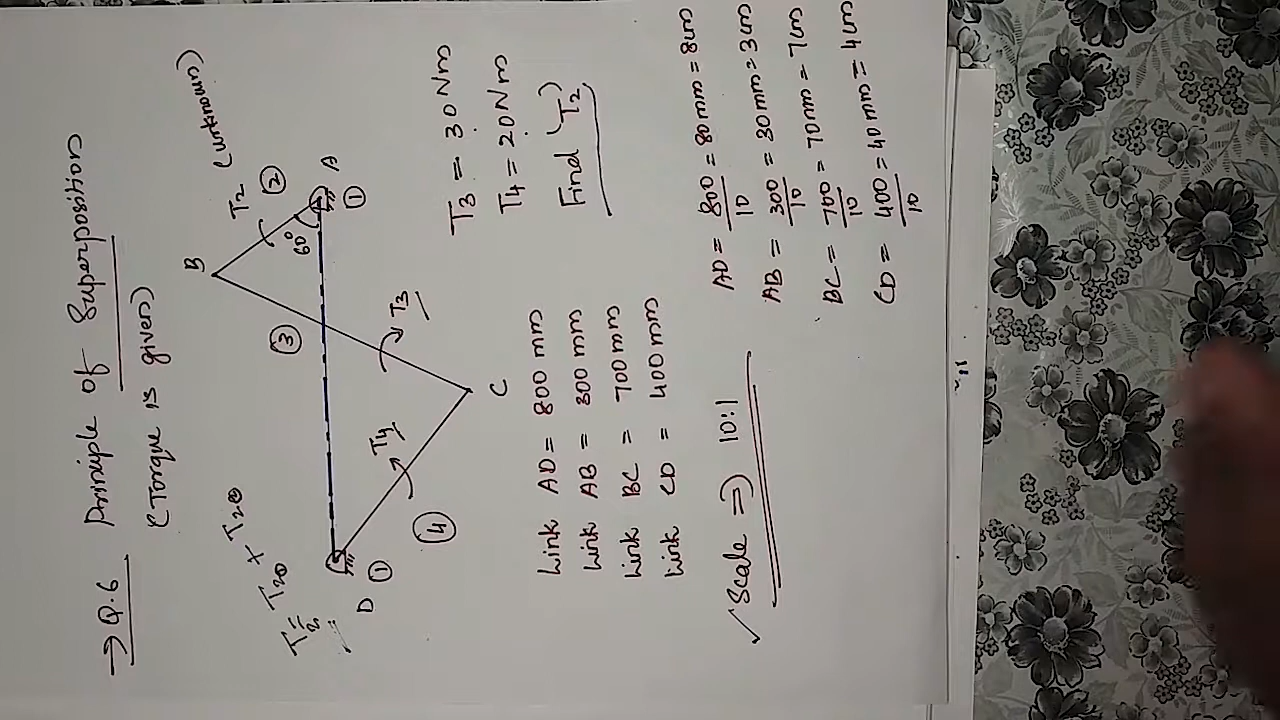 → Q.6 Principle of Superposition
(Torque is given)
T2 = T2③ + T2④
B
T2 (unknown)
②
60°
A
①
③
T3
T4
D
①
④
C
T3 = 30 Nm
T4 = 20 Nm
Find (T2)
Link AD = 800 mm
Link AB = 300 mm
Link BC = 700 mm
Link CD = 400 mm
✓ Scale ⇒ 10:1
AD = 800/10 = 80 mm = 8 cm
AB = 300/10 = 30 mm = 3 cm
BC = 700/10 = 70 mm = 7 cm
CD = 400/10 = 40 mm = 4 cm